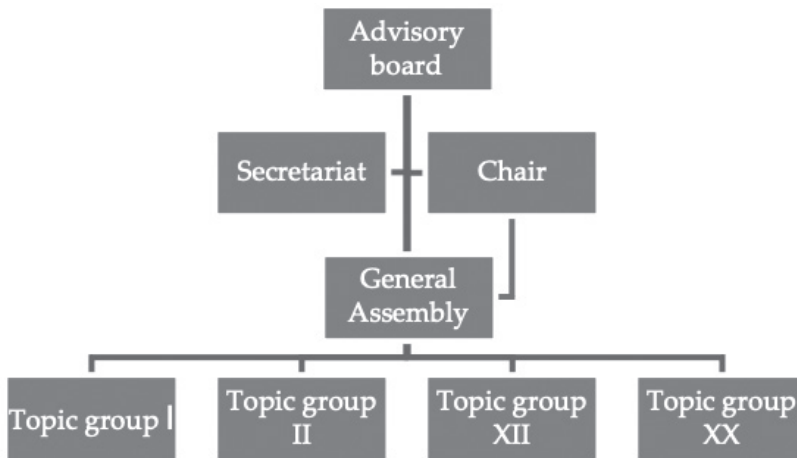 Advisory
board
Secretariat
Chair
General
Assembly
Topic group I
Topic group
II
Topic group
XII
Topic group
XX